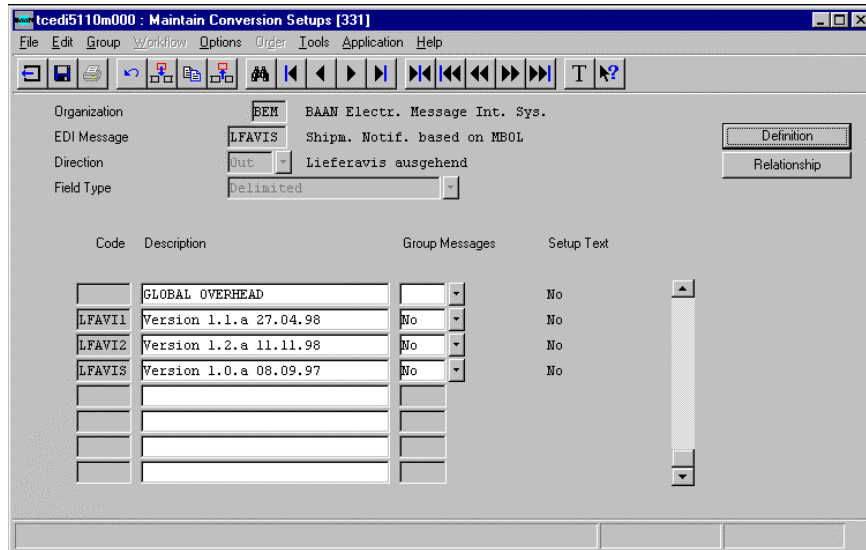 BAAN tcedi5110m000 : Maintain Conversion Setups [331]
File Edit Group Workflow Options Order Tools Application Help
T ?
Organization BEM BAAN Electr. Message Int. Sys.
EDI Message LFAVIS Shipm. Notif. based on MBOL Definition
Direction Out Lieferavis ausgehend Relationship
Field Type Delimited
Code Description Group Messages Setup Text
GLOBAL OVERHEAD No
LFAVI1 Version 1.1.a 27.04.98 No No
LFAVI2 Version 1.2.a 11.11.98 No No
LFAVIS Version 1.0.a 08.09.97 No No